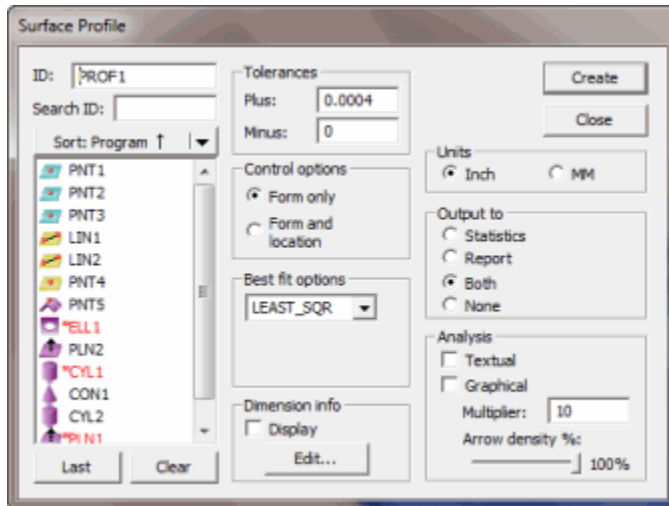 Surface Profile
ID: PROF1
Search ID:
Sort: Program ↑
PNT1
PNT2
PNT3
LIN1
LIN2
PNT4
PNT5
*ELL1
PLN2
*CYL1
CON1
CYL2
*PLN1
Last Clear
Tolerances
Plus: 0.0004
Minus: 0
Control options
Form only
Form and
location
Best fit options
LEAST_SQR
Dimension info
Display
Edit...
Create
Close
Units
Inch MM
Output to
Statistics
Report
Both
None
Analysis
Textual
Graphical
Multiplier: 10
Arrow density %:
100%